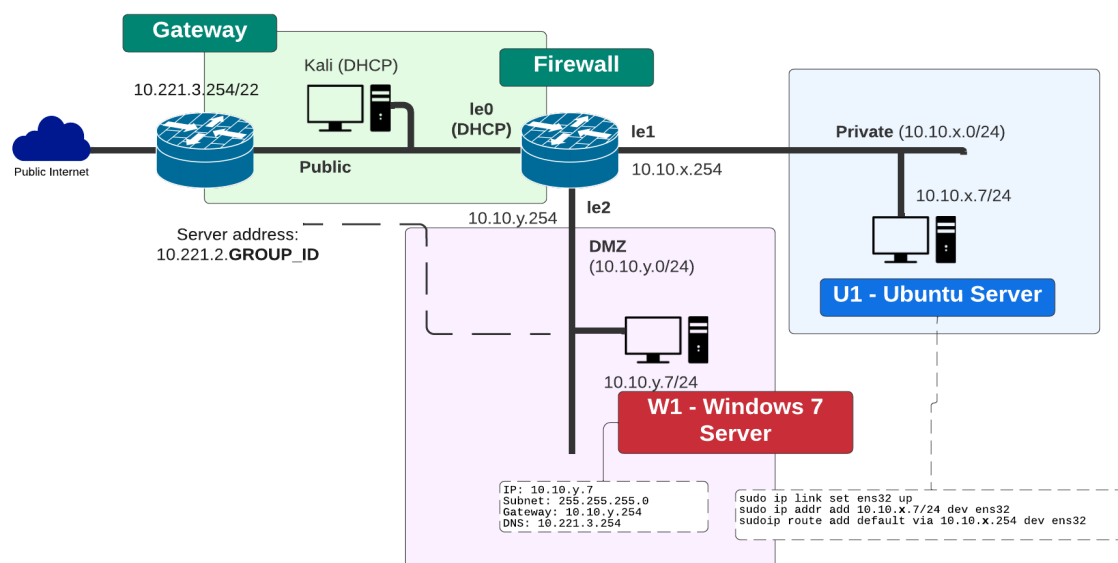 Gateway
10.221.3.254/22
Kali (DHCP)
Firewall
le0
(DHCP)
le1
10.10.x.254
Private (10.10.x.0/24)
10.10.x.7/24
Public Internet
Public
10.10.y.254
le2
Server address:
10.221.2.GROUP_ID
DMZ
(10.10.y.0/24)
U1 - Ubuntu Server
10.10.y.7/24
W1 - Windows 7
Server
IP: 10.10.y.7
Subnet: 255.255.255.0
Gateway: 10.10.y.254
DNS: 10.221.3.254
sudo ip link set ens32 up
sudo ip addr add 10.10.x.7/24 dev ens32
sudoip route add default via 10.10.x.254 dev ens32